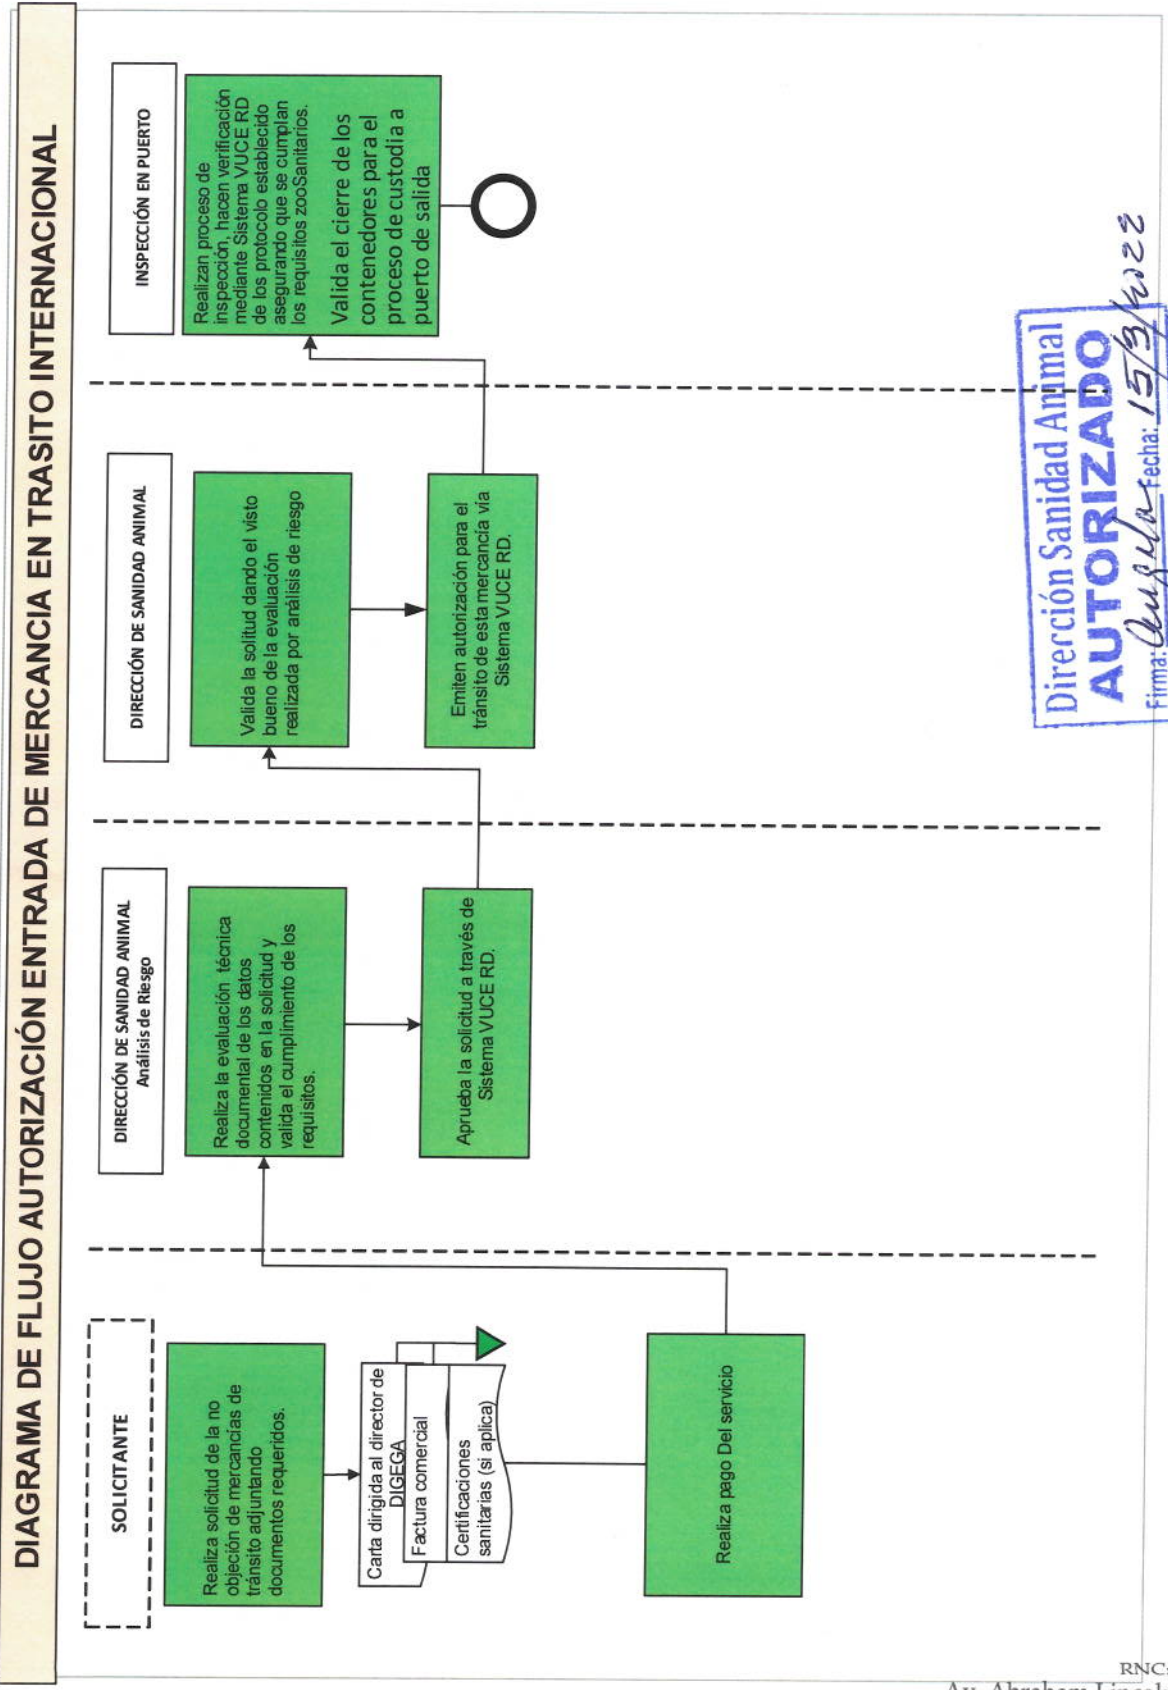 DIAGRAMA DE FLUJO AUTORIZACIÓN ENTRADA DE MERCANCIA EN TRASITO INTERNACIONAL
SOLICITANTE
Realiza solicitud de la no
objeción de mercancías de
tránsito adjuntando
documentos requeridos.
Carta dirigida al director de
DIGEGA
Factura comercial
Certificaciones
sanitarias (si aplica)
Realiza pago Del servicio
DIRECCIÓN DE SANIDAD ANIMAL
Análisis de Riesgo
Realiza la evaluación técnica
documental de los datos
contenidos en la solicitud y
valida el cumplimiento de los
requisitos.
Aprueba la solicitud a través de
Sistema VUCE RD.
DIRECCIÓN DE SANIDAD ANIMAL
Valida la solitud dando el visto
bueno de la evaluación
realizada por análisis de riesgo
Emiten autorización para el
tránsito de esta mercancía vía
Sistema VUCE RD.
INSPECCIÓN EN PUERTO
Realizan proceso de
inspección, hacen verificación
mediante Sistema VUCE RD
de los protocolo establecido
asegurando que se cumplan
los requisitos zooSanitarios.
Valida el cierre de los
contenedores para el
proceso de custodia a
puerto de salida
Dirección Sanidad Animal
AUTORIZADO
Firma: Fecha: 15/3/2022
RNC:
Av. Abraham Lincoln